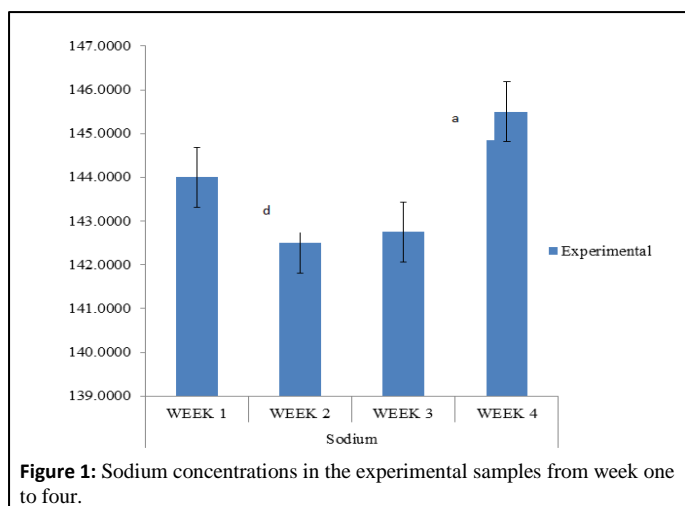 147.0000
146.0000
145.0000
144.0000
143.0000
142.0000
141.0000
140.0000
139.0000
a
d
Experimental
WEEK 1 WEEK 2 WEEK 3 WEEK 4
Sodium
Figure 1: Sodium concentrations in the experimental samples from week one
to four.